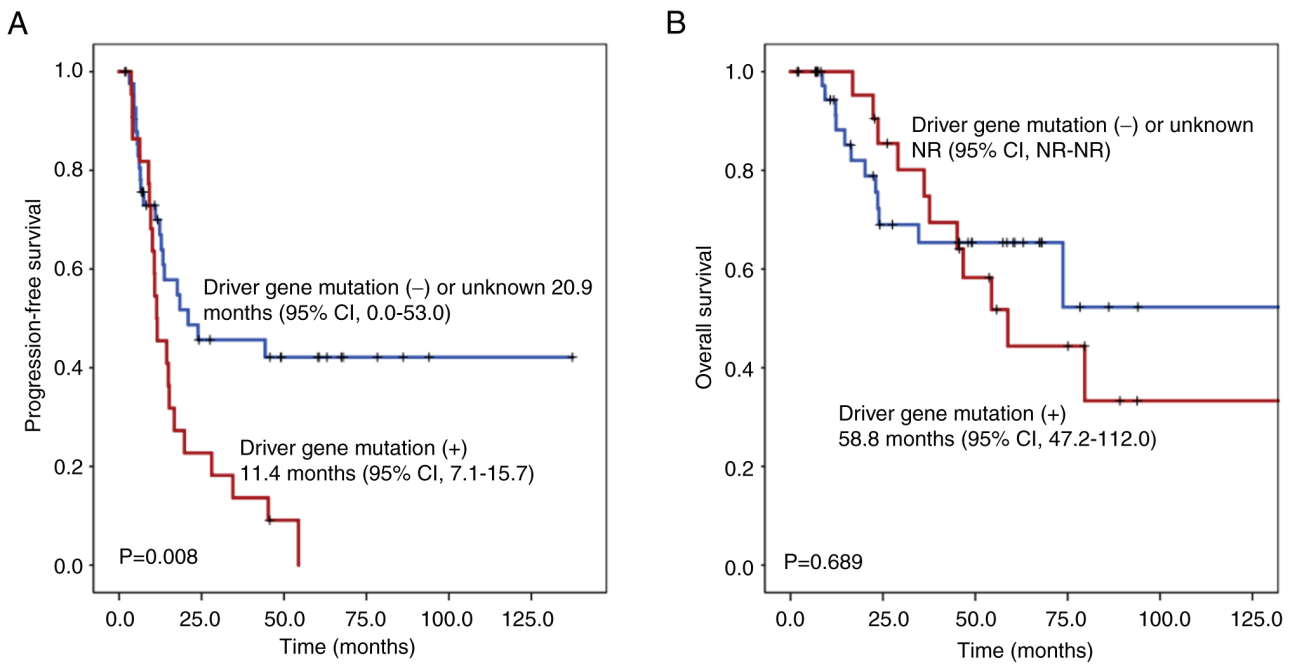 A
Progression-free survival
1.0
0.8
0.6
0.4
0.2
0.0
Driver gene mutation (–) or unknown 20.9
months (95% CI, 0.0-53.0)
Driver gene mutation (+)
11.4 months (95% CI, 7.1-15.7)
P=0.008
0.0 25.0 50.0 75.0 100.0 125.0
Time (months)
B
Overall survival
1.0
0.8
0.6
0.4
0.2
0.0
Driver gene mutation (–) or unknown
NR (95% CI, NR-NR)
Driver gene mutation (+)
58.8 months (95% CI, 47.2-112.0)
P=0.689
0.0 25.0 50.0 75.0 100.0 125.0
Time (months)